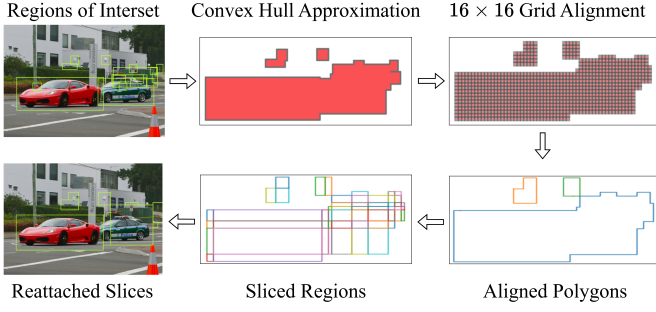 Regions of Interset
Convex Hull Approximation
16 × 16 Grid Alignment
Reattached Slices
Sliced Regions
Aligned Polygons